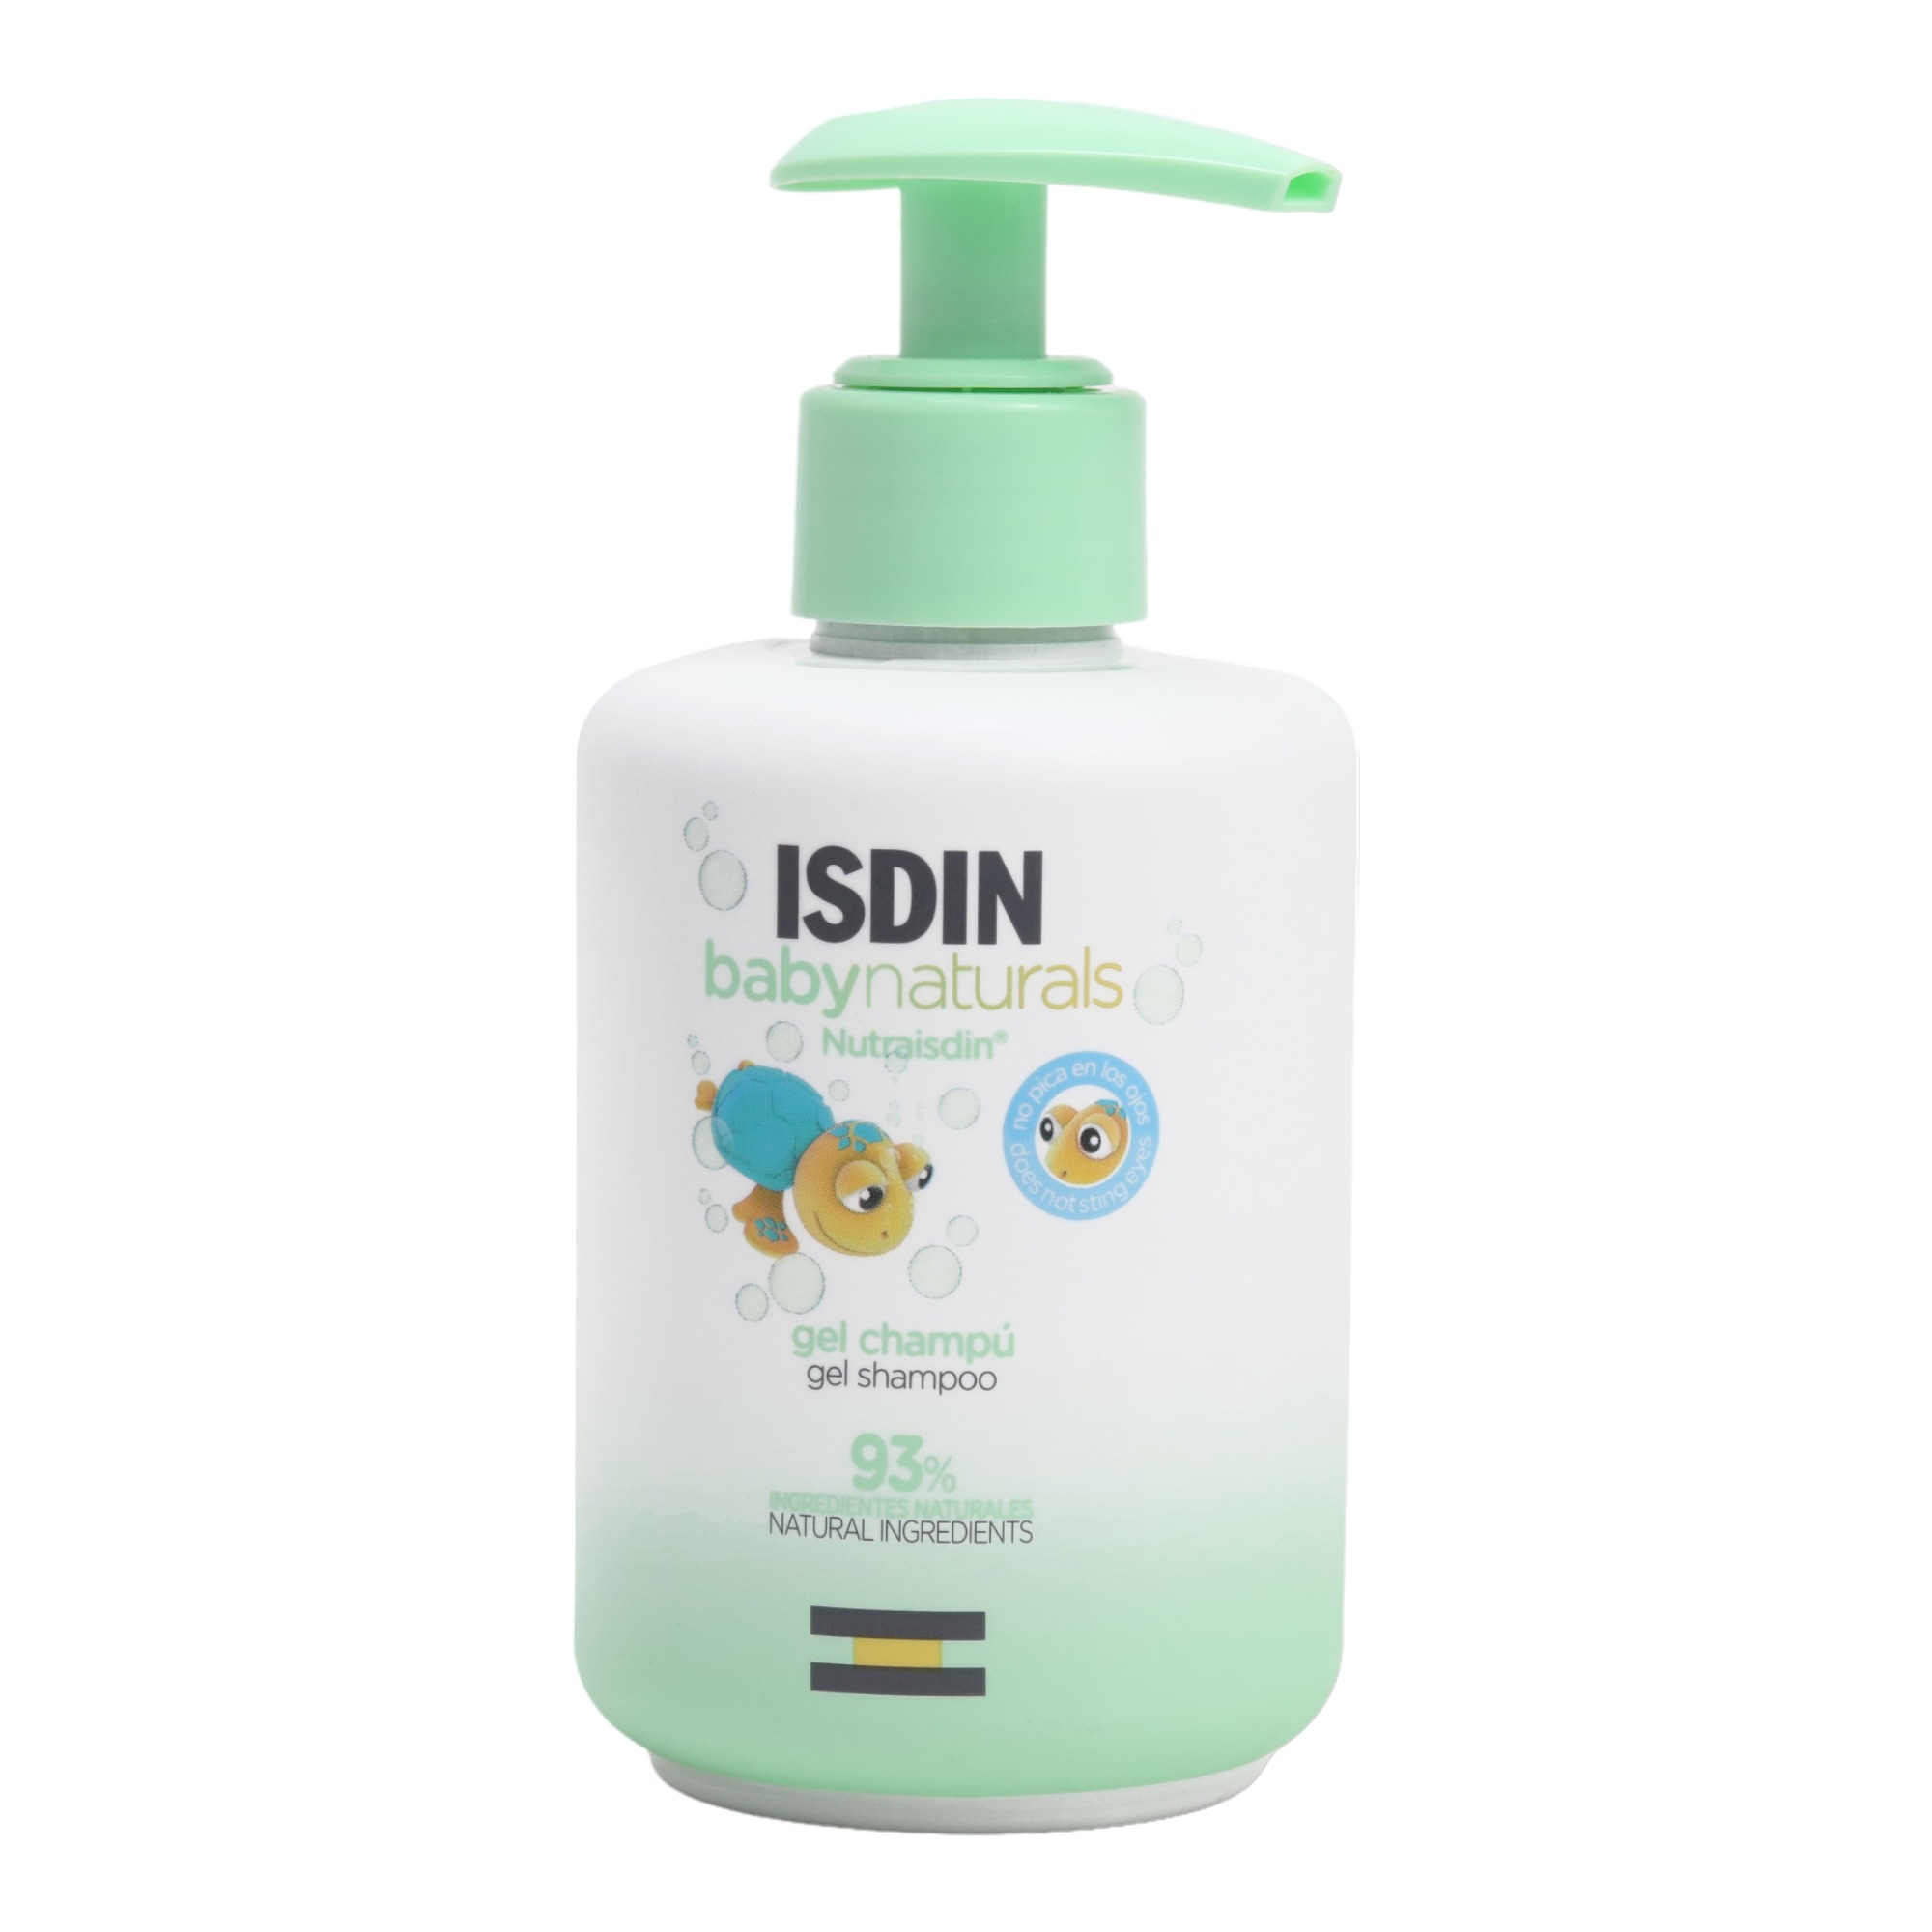 ISDIN
babynaturals
Nutraisdin®
no pica en los ojos
does not sting eyes
gel champú
gel shampoo
93%
INGREDIENTES NATURALES
NATURAL INGREDIENTS